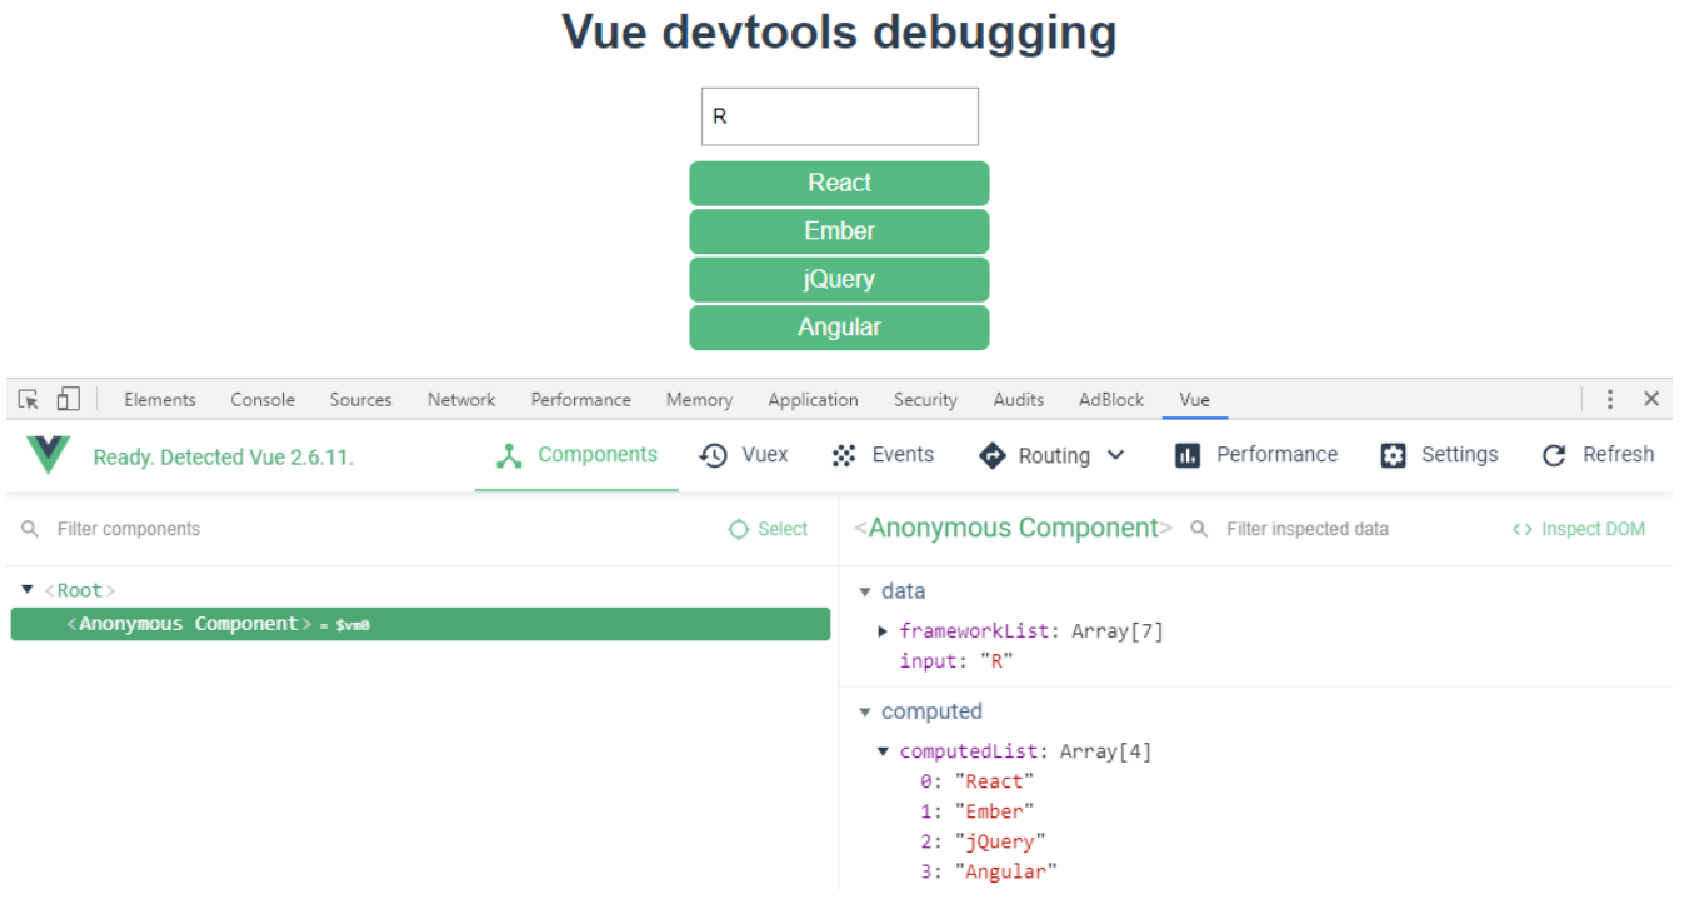 Vue devtools debugging
R
React
Ember
jQuery
Angular
Elements Console Sources Network Performance Memory Application Security Audits AdBlock Vue
Ready. Detected Vue 2.6.11. Components Vuex Events Routing Performance Settings Refresh
Filter components Select <Anonymous Component> Filter inspected data <> Inspect DOM
<Root>
<Anonymous Component> = $vm0
data
frameworkList: Array[7]
input: "R"
computed
computedList: Array[4]
0: "React"
1: "Ember"
2: "jQuery"
3: "Angular"